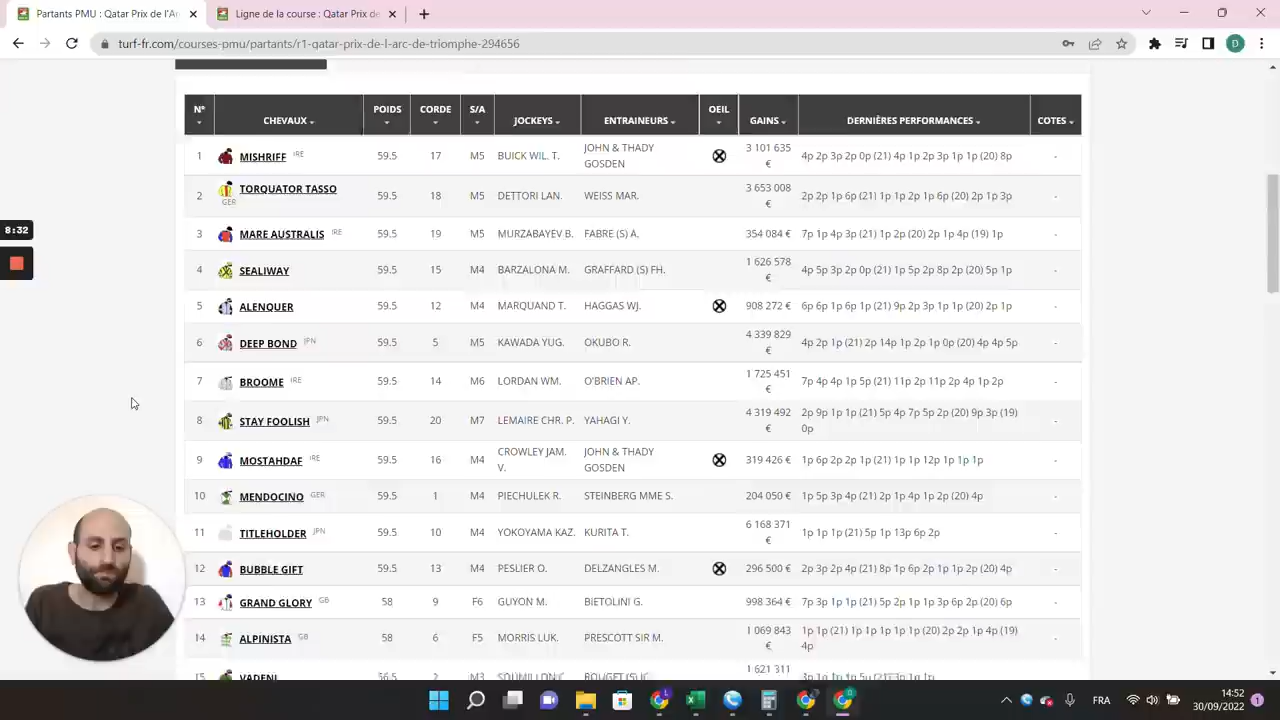 Partants PMU : Qatar Prix de l'Ar
Ligne de la course : Qatar Prix de
turf-fr.com/courses-pmu/partants/r1-qatar-prix-de-l-arc-de-triomphe-294656
N° CHEVAUX POIDS CORDE S/A JOCKEYS ENTRAINEURS OEIL GAINS DERNIÈRES PERFORMANCES COTES
1 MISHRIFF IRE 59.5 17 M5 BUICK WIL. T. JOHN & THADY GOSDEN 3 101 635 € 4p 2p 3p 2p 0p (21) 4p 1p 2p 3p 1p 1p (20) 8p -
2 TORQUATOR TASSO GER 59.5 18 M5 DETTORI LAN. WEISS MAR. 3 653 008 € 2p 2p 1p 6p (21) 1p 1p 2p 1p 6p (20) 2p 1p 3p -
3 MARE AUSTRALIS IRE 59.5 19 M5 MURZABAYEV B. FABRE (S) A. 354 084 € 7p 1p 4p 3p (21) 1p 2p (20) 2p 1p 4p (19) 1p -
4 SEALIWAY 59.5 15 M4 BARZALONA M. GRAFFARD (S) FH. 1 626 578 € 4p 5p 3p 2p 0p (21) 1p 5p 2p 8p 2p (20) 5p 1p -
5 ALENQUER 59.5 12 M4 MARQUAND T. HAGGAS WJ. 908 272 € 6p 6p 1p 6p 1p (21) 9p 2p 3p 1p 1p (20) 2p 1p -
6 DEEP BOND JPN 59.5 5 M5 KAWADA YUG. OKUBO R. 4 339 829 € 4p 2p 1p (21) 2p 14p 1p 2p 1p 0p (20) 4p 4p 5p -
7 BROOME IRE 59.5 14 M6 LORDAN WM. O'BRIEN AP. 1 725 451 € 7p 4p 4p 1p 5p (21) 11p 2p 11p 2p 4p 1p 2p -
8 STAY FOOLISH JPN 59.5 20 M7 LEMAIRE CHR. P. YAHAGI Y. 4 319 492 € 2p 9p 1p 1p (21) 5p 4p 7p 5p 2p (20) 9p 3p (19) 0p -
9 MOSTAHDAF IRE 59.5 16 M4 CROWLEY JAM. V. JOHN & THADY GOSDEN 319 426 € 1p 6p 2p 2p 1p (21) 1p 1p 12p 1p 1p 1p -
10 MENDOCINO GER 59.5 1 M4 PIECHULEK R. STEINBERG MME S. 204 050 € 1p 5p 3p 4p (21) 2p 1p 4p 1p 2p (20) 4p -
11 TITLEHOLDER JPN 59.5 10 M4 YOKOYAMA KAZ. KURITA T. 6 168 371 € 1p 1p 1p (21) 5p 1p 13p 6p 2p -
12 BUBBLE GIFT 59.5 13 M4 PESLIER O. DELZANGLES M. 296 500 € 2p 3p 2p 4p (21) 8p 1p 6p 2p 1p 1p 2p (20) 4p -
13 GRAND GLORY GB 58 9 F6 GUYON M. BIETOLINI G. 998 364 € 7p 3p 1p 1p (21) 5p 2p 1p 1p 3p 6p 2p (20) 6p -
14 ALPINISTA GB 58 6 F5 MORRIS LUK. PRESCOTT SIR M. 1 069 843 € 1p 1p (21) 1p 1p 1p 1p 1p (20) 2p 2p 1p 4p (19) 4p -
15 VADENI 56.5 2 M3 SOUMILLON C. 1 621 311
8:32
FRA
14:52
30/09/2022